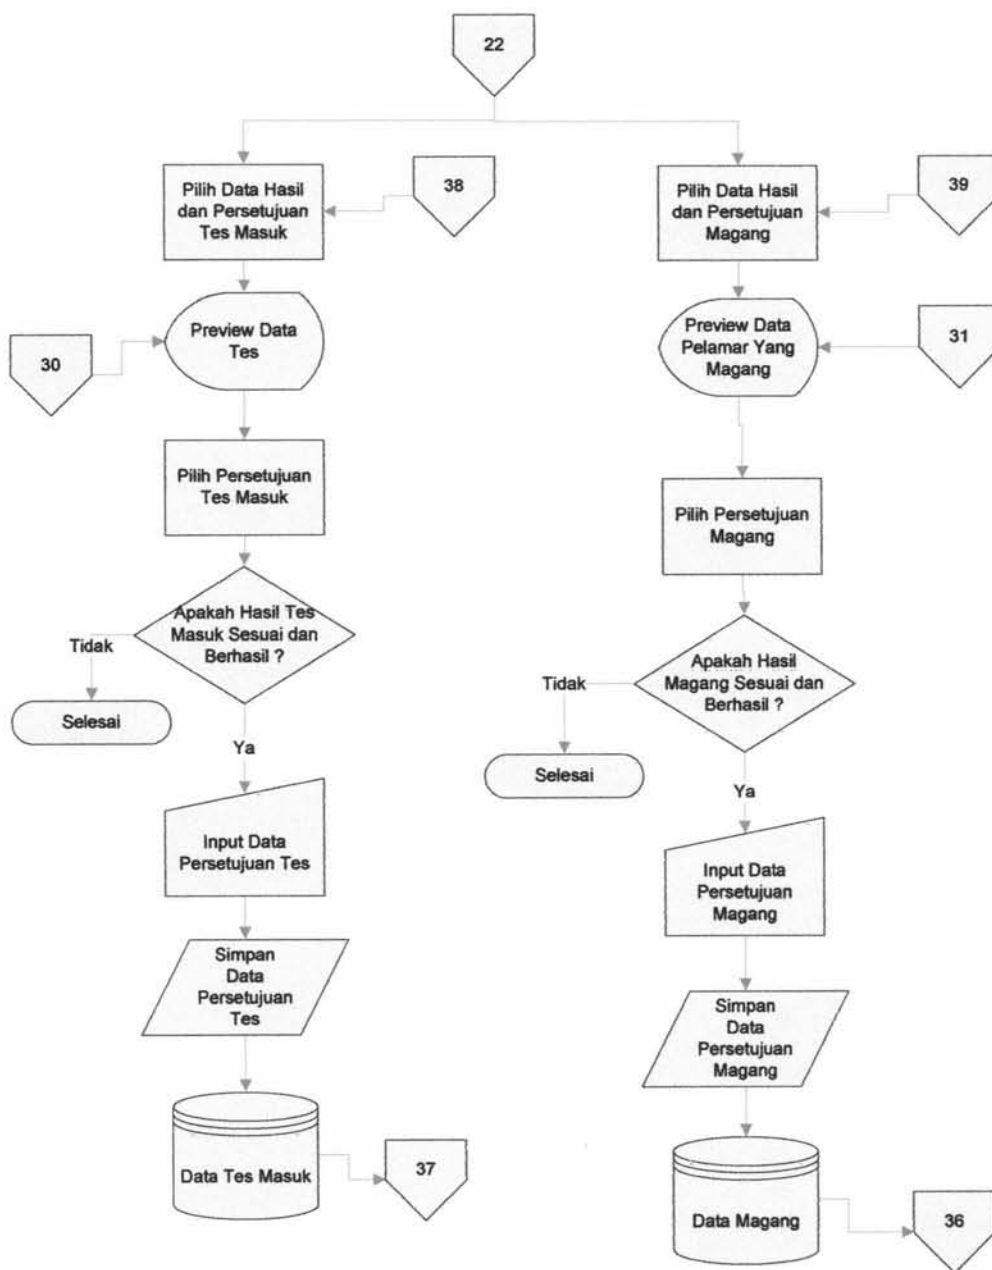 22
Pilih Data Hasil
dan Persetujuan
Tes Masuk
38
Preview Data
Tes
30
Pilih Persetujuan
Tes Masuk
Apakah Hasil Tes
Masuk Sesuai dan
Berhasil ?
Tidak
Selesai
Ya
Input Data
Persetujuan Tes
Simpan
Data
Persetujuan
Tes
Data Tes Masuk
37
Pilih Data Hasil
dan Persetujuan
Magang
39
Preview Data
Pelamar Yang
Magang
31
Pilih Persetujuan
Magang
Apakah Hasil
Magang Sesuai dan
Berhasil ?
Tidak
Selesai
Ya
Input Data
Persetujuan
Magang
Simpan
Data
Persetujuan
Magang
Data Magang
36